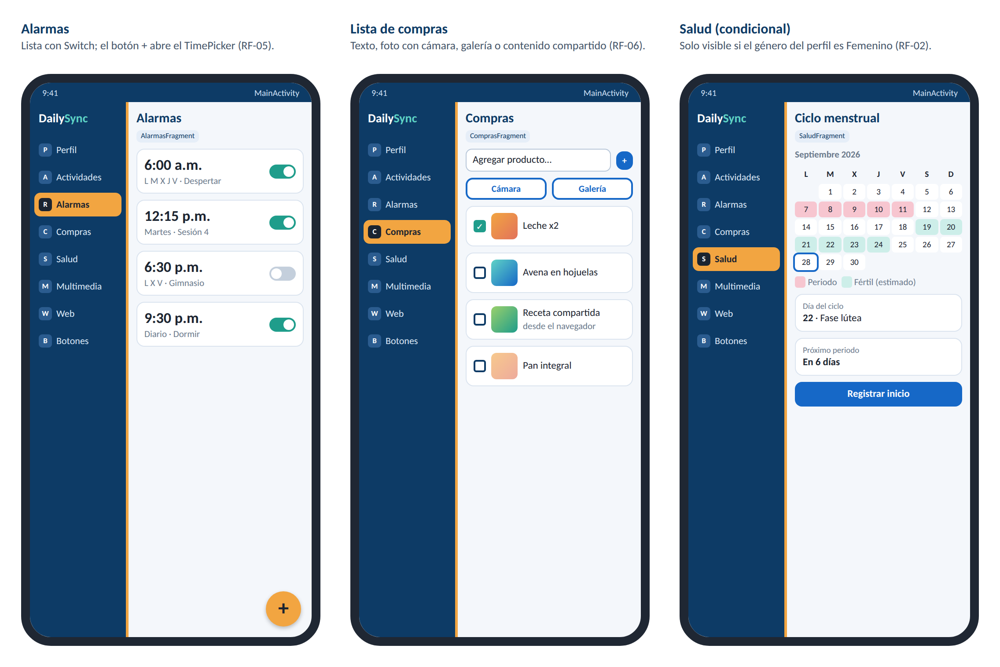 Alarmas
Lista con Switch; el botón + abre el TimePicker (RF-05).
9:41 MainActivity
DailySync
P Perfil
A Actividades
R Alarmas
C Compras
S Salud
M Multimedia
W Web
B Botones
Alarmas
AlarmasFragment
6:00 a.m.
L M X J V · Despertar
12:15 p.m.
Martes · Sesión 4
6:30 p.m.
L X V · Gimnasio
9:30 p.m.
Diario · Dormir
+
Lista de compras
Texto, foto con cámara, galería o contenido compartido (RF-06).
9:41 MainActivity
DailySync
P Perfil
A Actividades
R Alarmas
C Compras
S Salud
M Multimedia
W Web
B Botones
Compras
ComprasFragment
Agregar producto... +
Cámara Galería
✓ Leche x2
Avena en hojuelas
Receta compartida
desde el navegador
Pan integral
Salud (condicional)
Solo visible si el género del perfil es Femenino (RF-02).
9:41 MainActivity
DailySync
P Perfil
A Actividades
R Alarmas
C Compras
S Salud
M Multimedia
W Web
B Botones
Ciclo menstrual
SaludFragment
Septiembre 2026
L M X J V S D
1 2 3 4 5 6
7 8 9 10 11 12 13
14 15 16 17 18 19 20
21 22 23 24 25 26 27
28 29 30
Periodo Fértil (estimado)
Día del ciclo
22 · Fase lútea
Próximo periodo
En 6 días
Registrar inicio